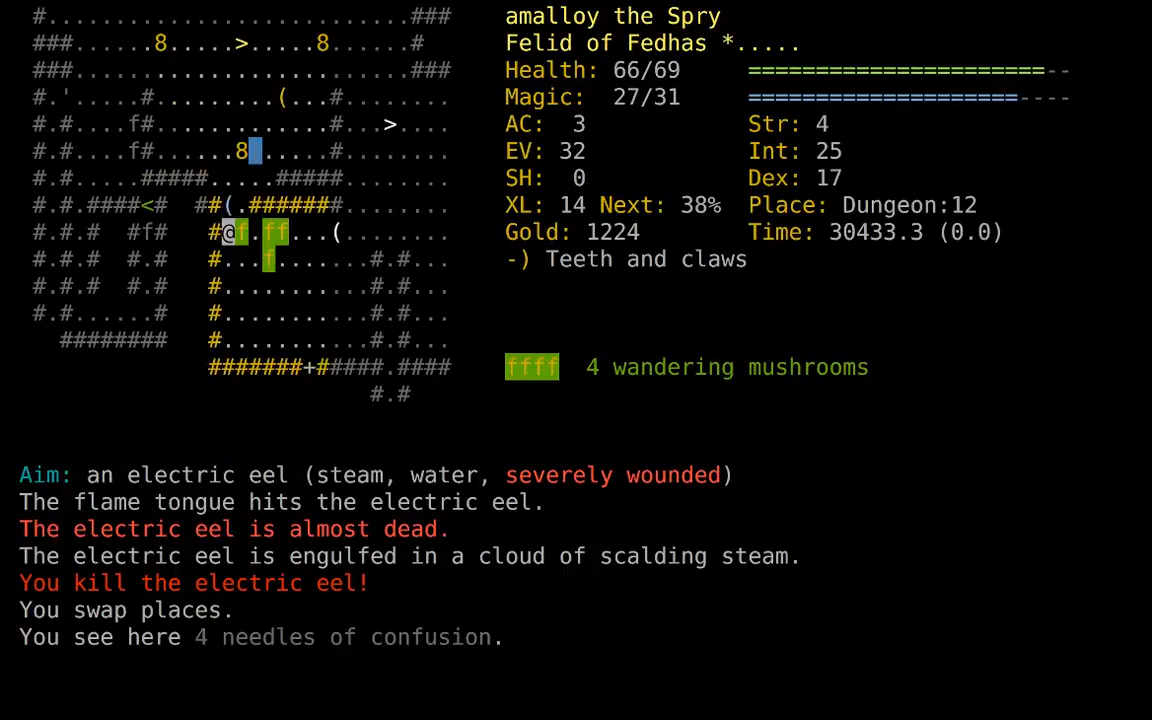 #............................### amalloy the Spry
###......8.....>.....8......# Felid of Fedhas *.....
###.........................### Health: 66/69 ======================--
#.'.....#.........(...#........ Magic: 27/31 ====================----
#.#....f#.............#...>.... AC: 3 Str: 4
#.#....f#......8 .....#........ EV: 32 Int: 25
#.#.....#####.....#####........ SH: 0 Dex: 17
#.#.####<# ##(.######........ XL: 14 Next: 38% Place: Dungeon:12
#.#.# #f# #@f.ff...(........ Gold: 1224 Time: 30433.3 (0.0)
#.#.# #.# #...f.......#.#... -) Teeth and claws
#.#.# #.# #...........#.#...
#.#......# #...........#.#...
######## #...........#.#...
ffff 4 wandering mushrooms
#######+#####.####
#.#
Aim: an electric eel (steam, water, severely wounded)
The flame tongue hits the electric eel.
The electric eel is almost dead.
The electric eel is engulfed in a cloud of scalding steam.
You kill the electric eel!
You swap places.
You see here 4 needles of confusion.